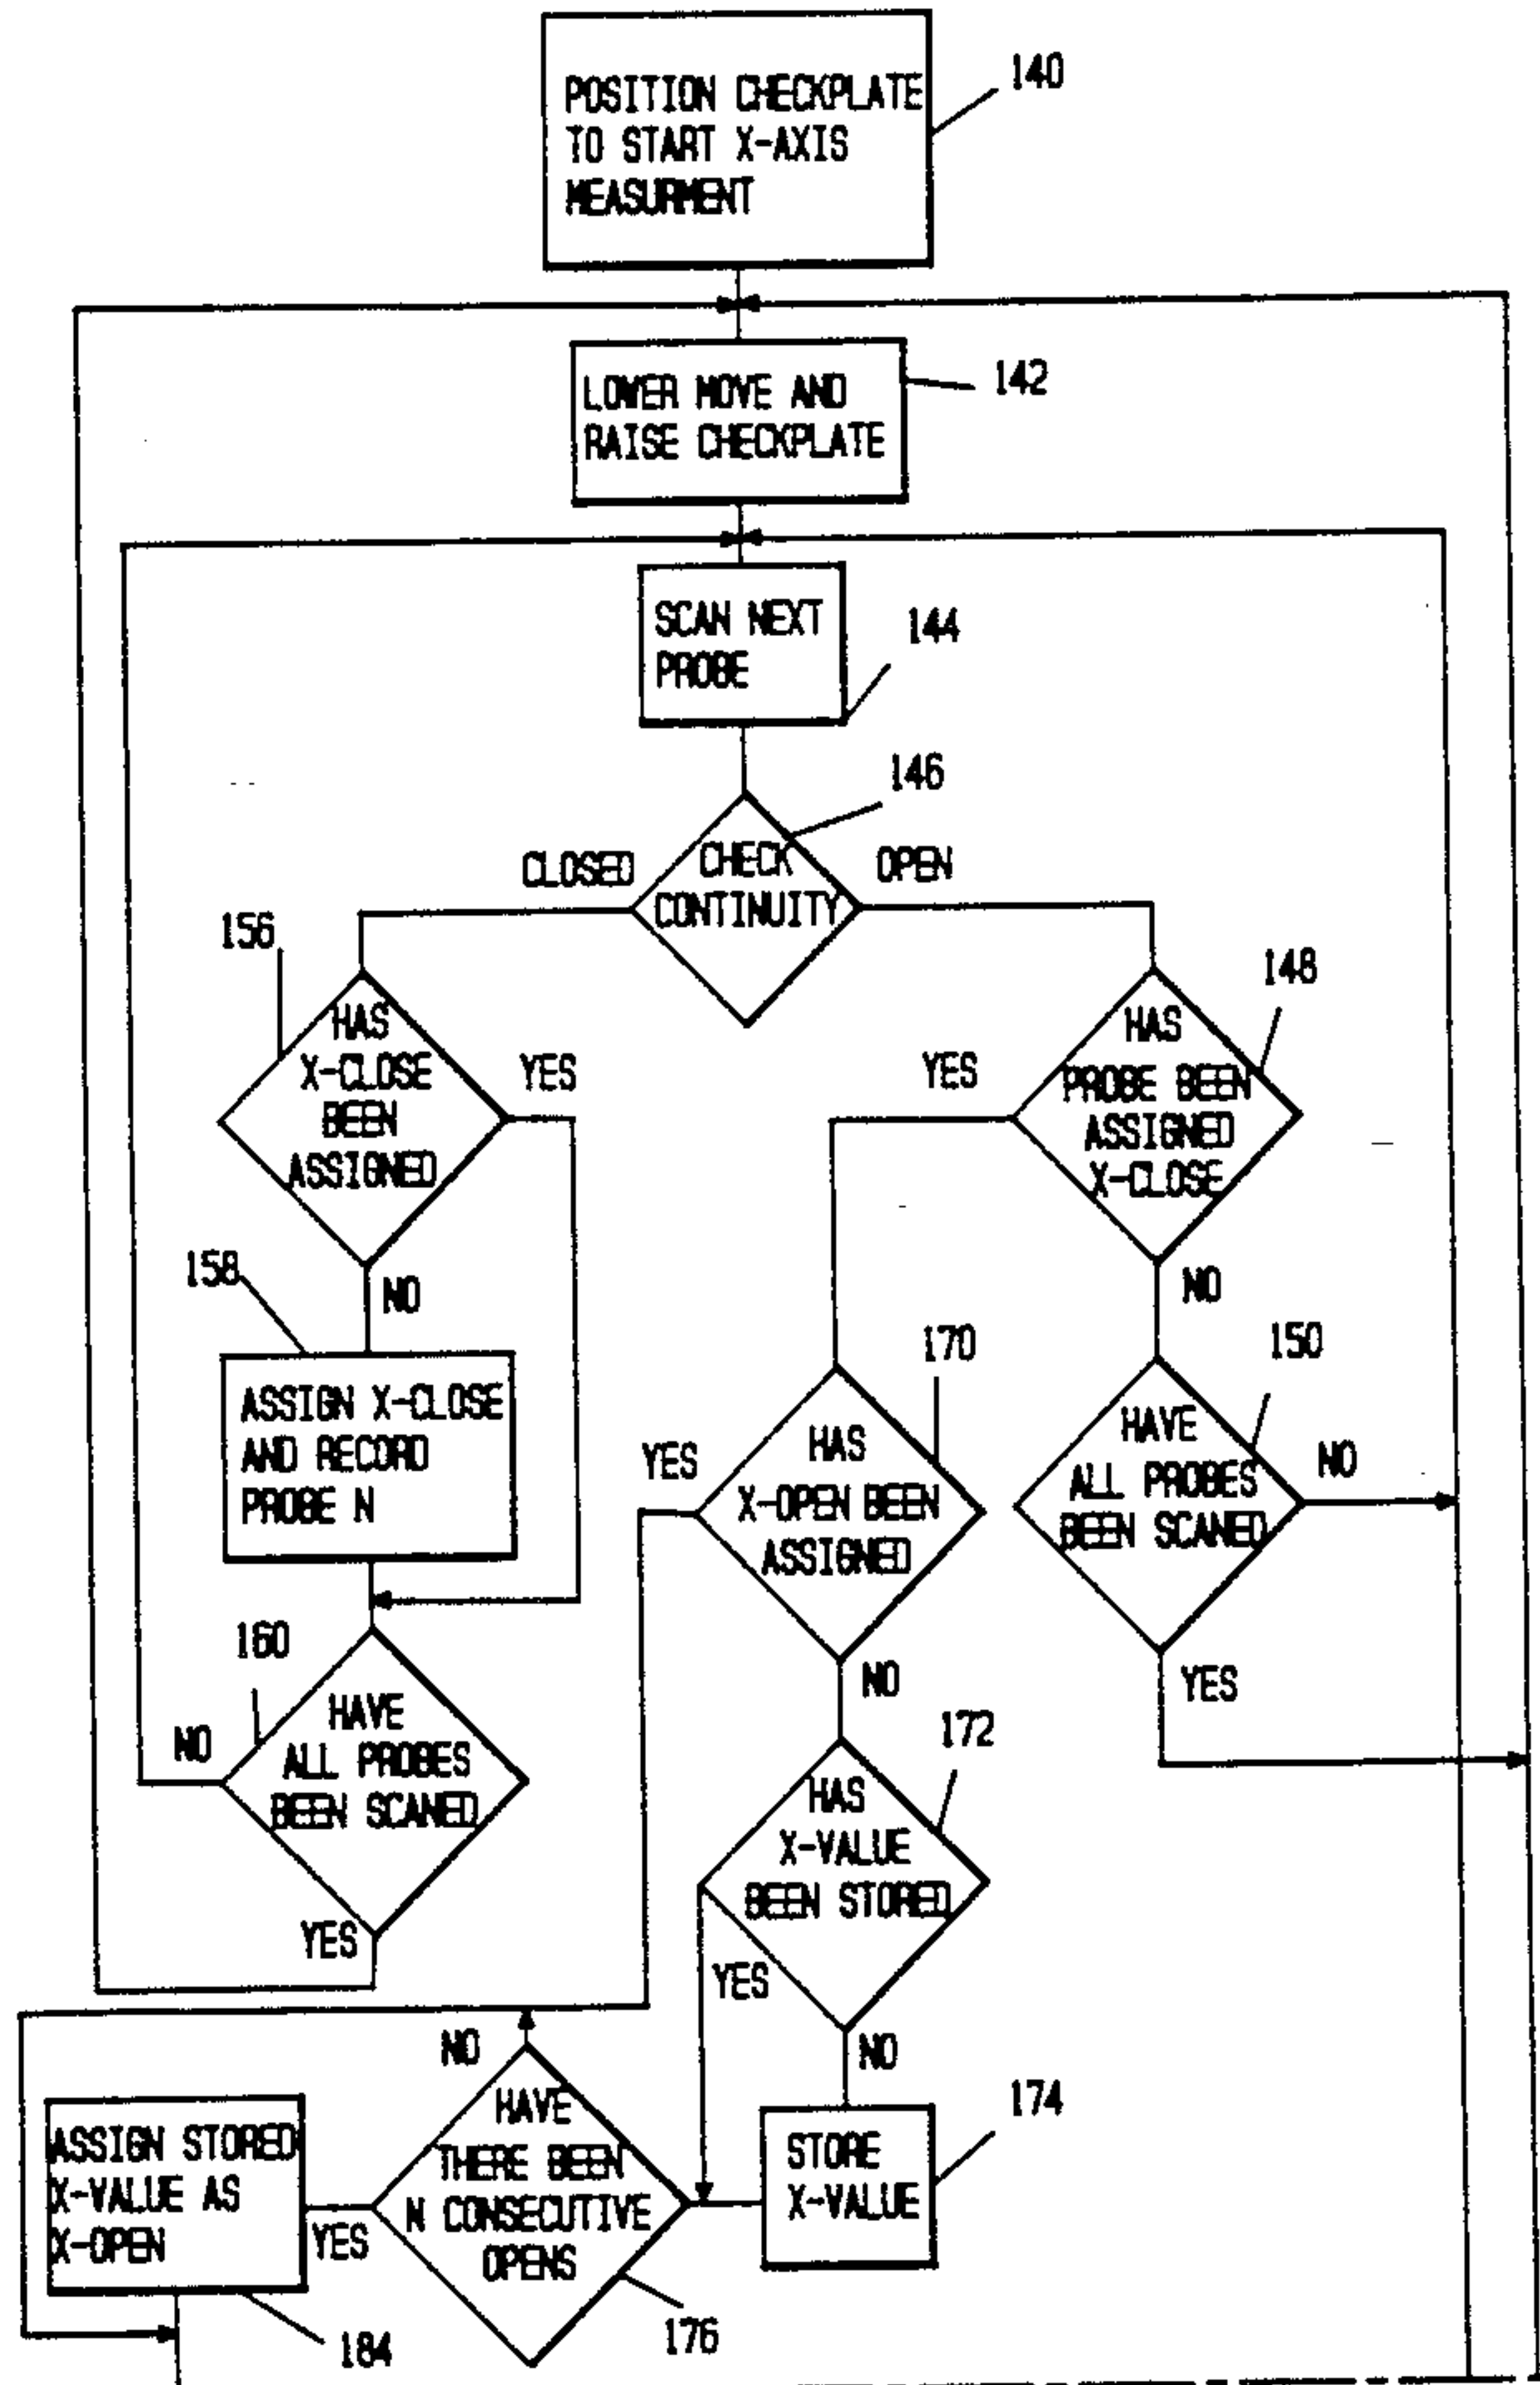 POSITION CHECKPLATE
TO START X-AXIS
MEASURMENT
140
LOWER MOVE AND
RAISE CHECKPLATE
142
SCAN NEXT
PROBE
144
146
CLOSED
CHECK
CONTINUITY
OPEN
156
HAS
X-CLOSE
BEEN
ASSIGNED
YES
NO
148
HAS
PROBE BEEN
ASSIGNED
X-CLOSE
YES
NO
158
ASSIGN X-CLOSE
AND RECORD
PROBE N
170
HAS
X-OPEN BEEN
ASSIGNED
YES
NO
150
HAVE
ALL PROBES
BEEN SCANED
NO
YES
160
HAVE
ALL PROBES
BEEN SCANED
NO
YES
172
HAS
X-VALUE
BEEN STORED
YES
NO
174
STORE
X-VALUE
NO
HAVE
THERE BEEN
N CONSECUTIVE
OPENS
YES
176
ASSIGN STORED
X-VALUE AS
X-OPEN
184